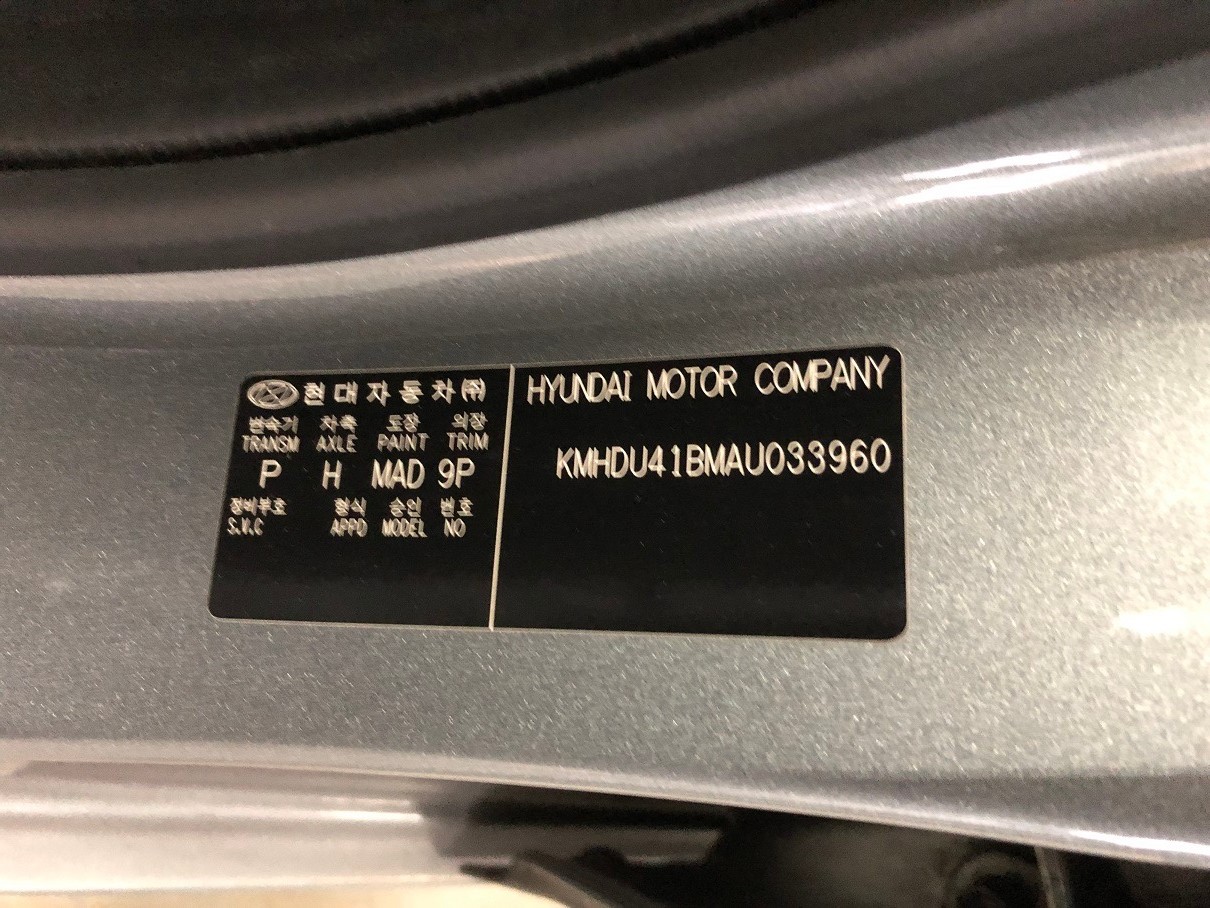 현대자동차㈜
변속기 차축 도장 의장
TRANSM AXLE PAINT TRIM
P H MAD 9P
정비부호 형식 승인 번호
S.V.C APPD MODEL NO
HYUNDAI MOTOR COMPANY
KMHDU41BMAU033960